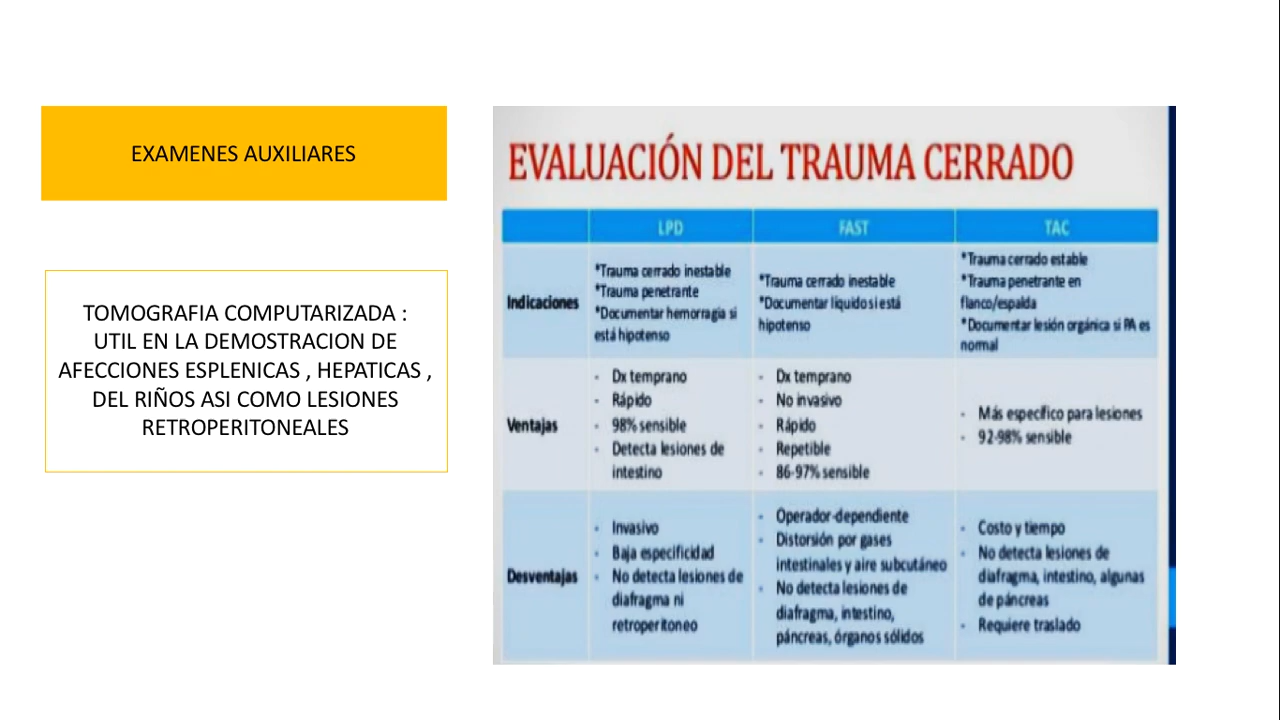 EXAMENES AUXILIARES
TOMOGRAFIA COMPUTARIZADA :
UTIL EN LA DEMOSTRACION DE
AFECCIONES ESPLENICAS , HEPATICAS ,
DEL RIÑOS ASI COMO LESIONES
RETROPERITONEALES
EVALUACIÓN DEL TRAUMA CERRADO
LPD
FAST
TAC
Indicaciones
*Trauma cerrado inestable
*Trauma penetrante
*Documentar hemorragia si
está hipotenso
*Trauma cerrado inestable
*Documentar líquido si está
hipotenso
*Trauma cerrado estable
*Trauma penetrante en
flanco/espalda
*Documentar lesión orgánica si PA es
normal
Ventajas
- Dx temprano
- Rápido
- 98% sensible
- Detecta lesiones de
intestino
- Dx temprano
- No invasivo
- Rápido
- Repetible
- 86-97% sensible
- Más específico para lesiones
- 92-98% sensible
Desventajas
- Invasivo
- Baja especificidad
- No detecta lesiones de
diafragma ni
retroperitoneo
- Operador-dependiente
- Distorsión por gases
intestinales y aire subcutáneo
- No detecta lesiones de
diafragma, intestino,
páncreas, órganos sólidos
- Costo y tiempo
- No detecta lesiones de
diafragma, intestino, algunas
de páncreas
- Requiere traslado